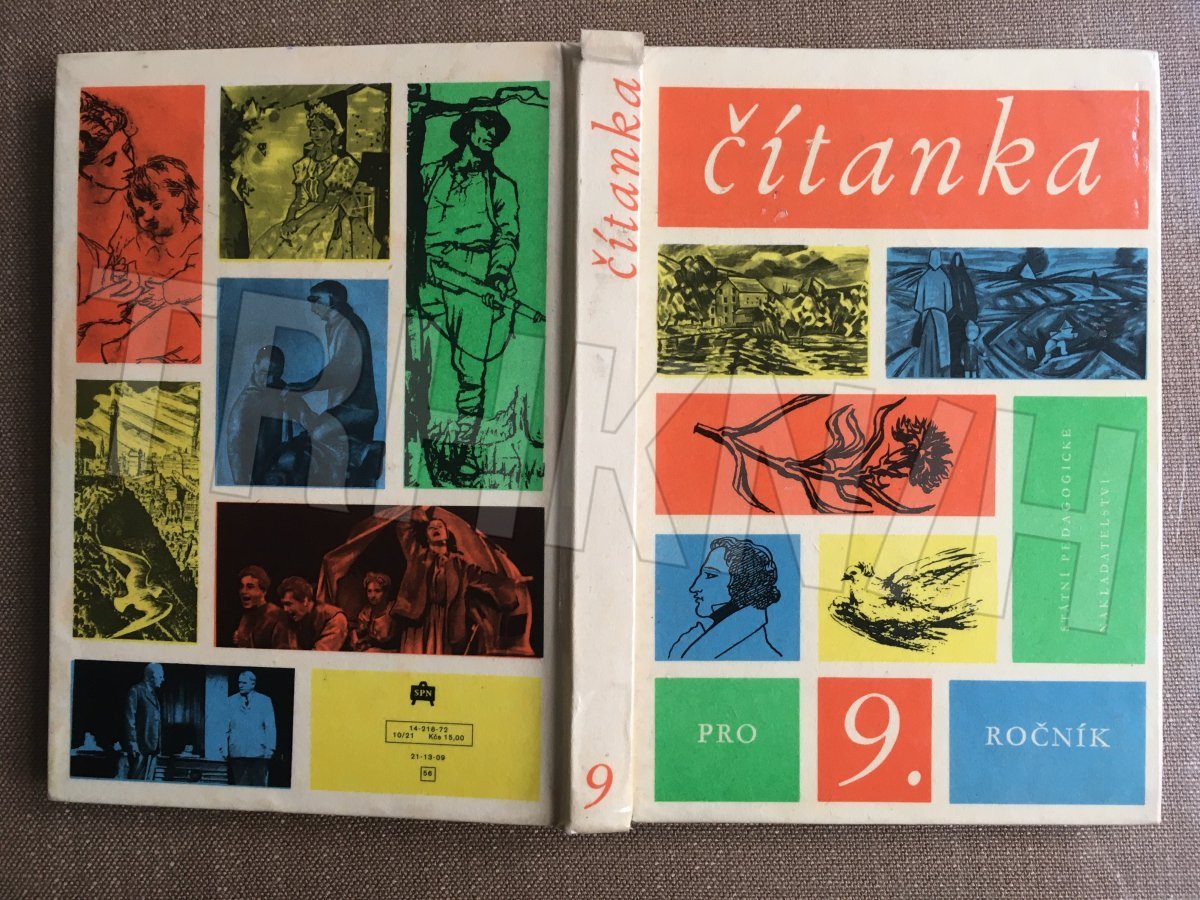 čítanka
STÁTNÍ PEDAGOGICKÉ
NAKLADATELSTVÍ
PRO
9.
ROČNÍK
čítanka
9
SPN
14-218-72
10/21 Kčs 15,00
21-13-09
56
TRHKNIH